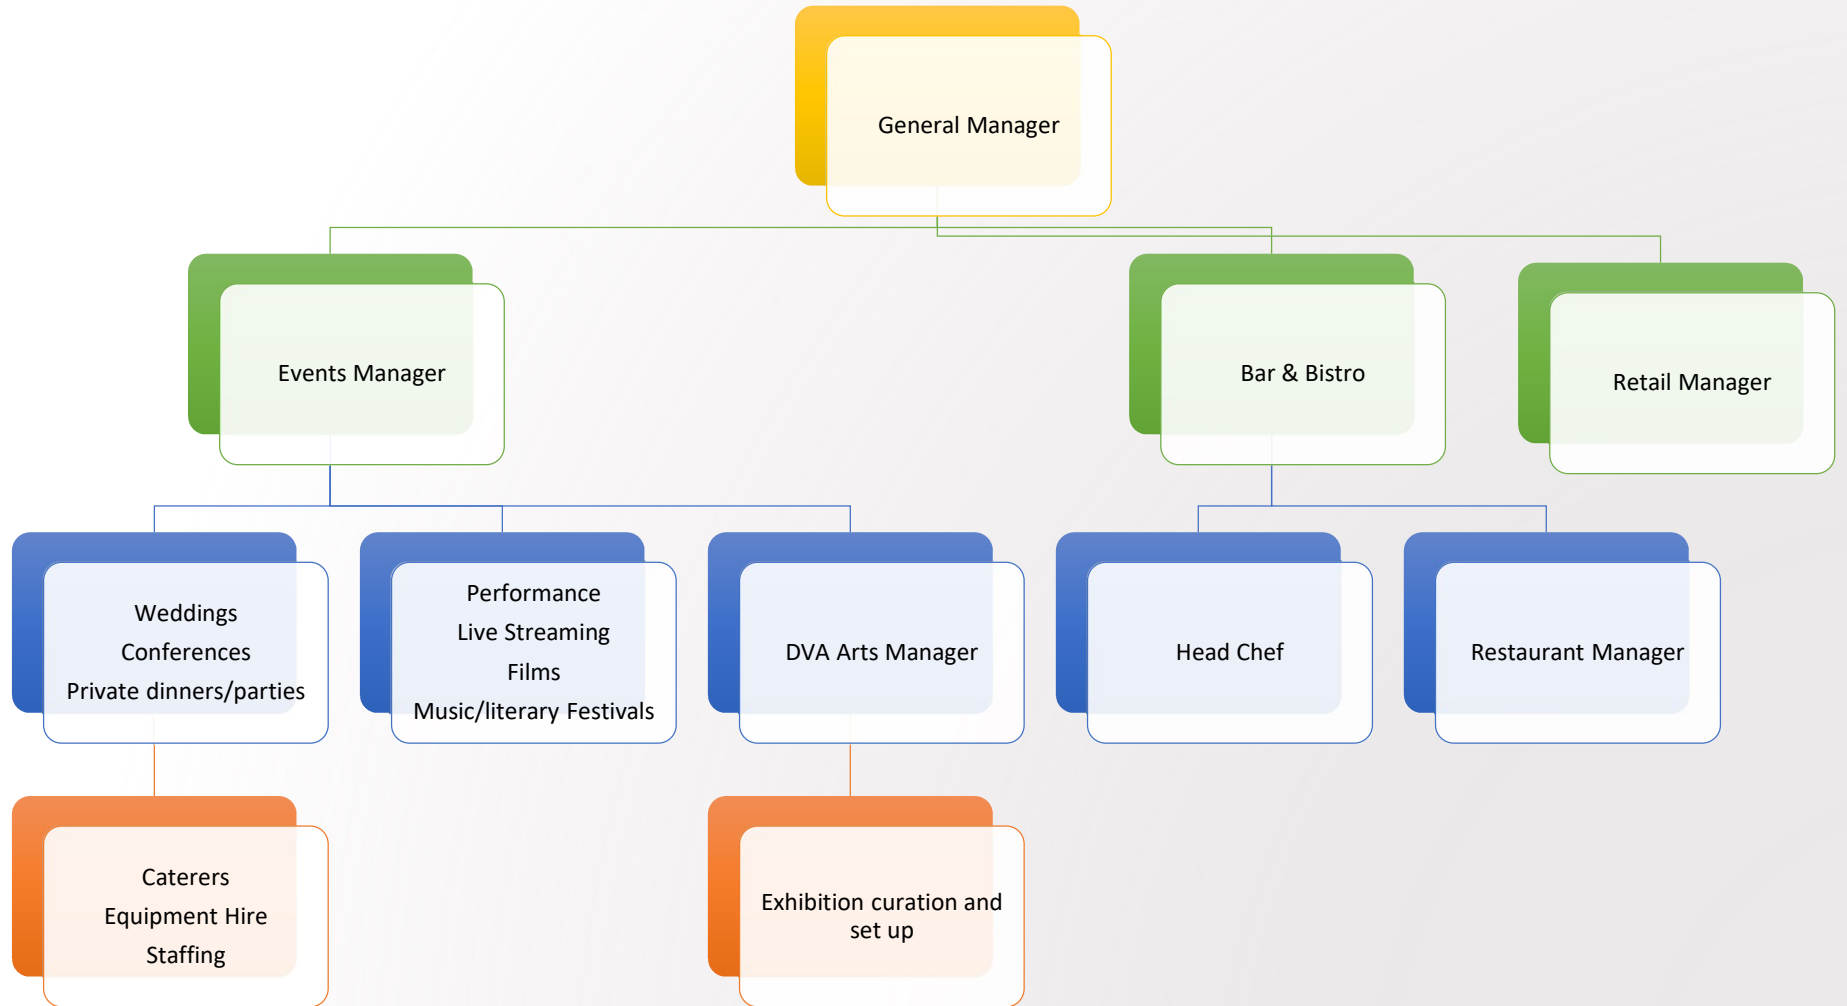 General Manager
Events Manager
Bar & Bistro
Retail Manager
Weddings
Conferences
Private dinners/parties
Performance
Live Streaming
Films
Music/literary Festivals
DVA Arts Manager
Head Chef
Restaurant Manager
Caterers
Equipment Hire
Staffing
Exhibition curation and
set up